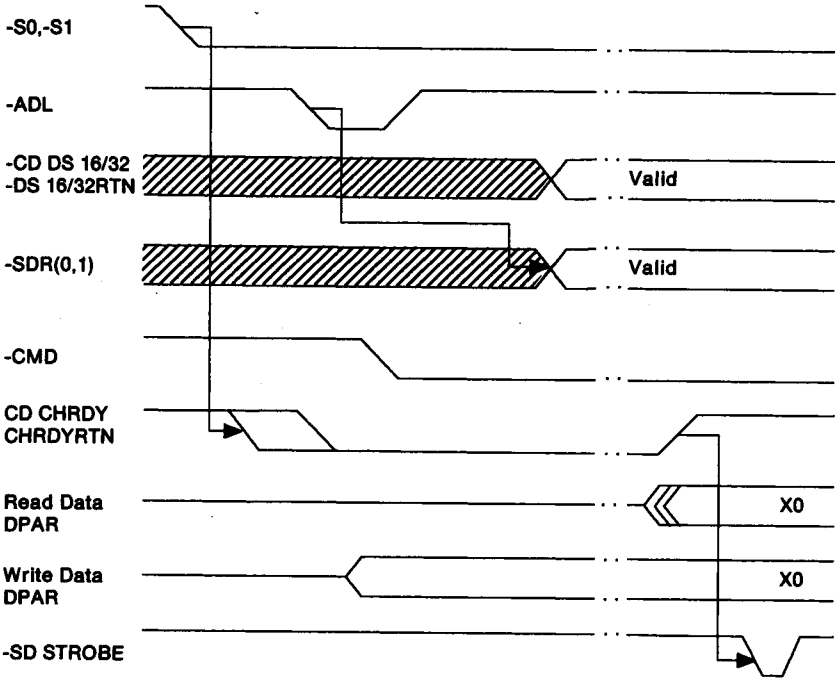 -S0,-S1
-ADL
-CD DS 16/32
-DS 16/32RTN
Valid
-SDR(0,1)
Valid
-CMD
CD CHRDY
CHRDYRTN
Read Data
DPAR
X0
Write Data
DPAR
X0
-SD STROBE